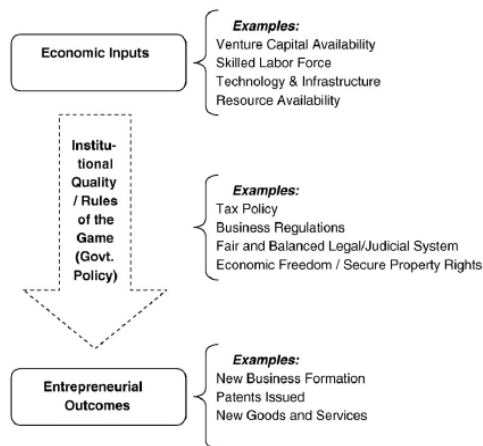 Economic Inputs
Examples:
Venture Capital Availability
Skilled Labor Force
Technology & Infrastructure
Resource Availability
Institu-
tional
Quality
/ Rules
of the
Game
(Govt.
Policy)
Examples:
Tax Policy
Business Regulations
Fair and Balanced Legal/Judicial System
Economic Freedom / Secure Property Rights
Entrepreneurial
Outcomes
Examples:
New Business Formation
Patents Issued
New Goods and Services